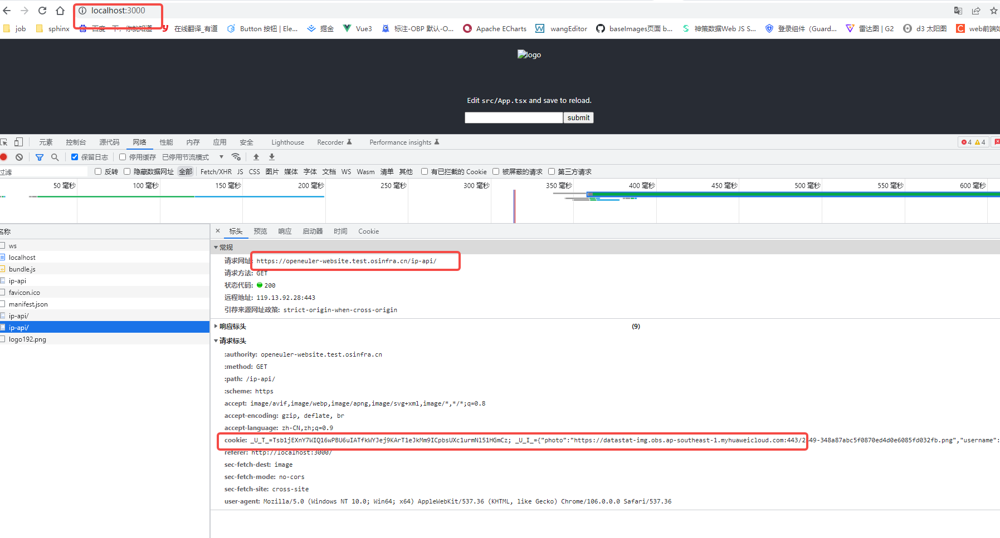 localhost:3000
job sphinx 百度一下，你就知道 在线翻译_有道 Button 按钮 | Ele... 掘金 Vue3 标注-OBP 默认-O... Apache ECharts wangEditor baseImages页面 b... 神策数据Web JS S... 登录组件（Guard... 雷达图 | G2 d3 太阳图 web前端
logo
Edit src/App.tsx and save to reload.
submit
元素 控制台 源代码 网络 性能 内存 应用 安全 Lighthouse Recorder Performance insights 4 4
保留日志 停用缓存 已停用节流模式
过滤 反转 隐藏数据网址 全部 Fetch/XHR JS CSS 图片 媒体 字体 文档 WS Wasm 清单 其他 有已拦截的 Cookie 被屏蔽的请求 第三方请求
50 毫秒 100 毫秒 150 毫秒 200 毫秒 250 毫秒 300 毫秒 350 毫秒 400 毫秒 450 毫秒 500 毫秒 550 毫秒 600 毫秒
名称
ws
localhost
bundle.js
ip-api
favicon.ico
manifest.json
ip-api/
ip-api/
logo192.png
× 标头 预览 响应 启动器 时间 Cookie
常规
请求网址: https://openeuler-website.test.osinfra.cn/ip-api/
请求方法: GET
状态代码: 200
远程地址: 119.13.92.28:443
引荐来源网址政策: strict-origin-when-cross-origin
响应标头 (9)
请求标头
:authority: openeuler-website.test.osinfra.cn
:method: GET
:path: /ip-api/
:scheme: https
accept: image/avif,image/webp,image/apng,image/svg+xml,image/*,*/*;q=0.8
accept-encoding: gzip, deflate, br
accept-language: zh-CN,zh;q=0.9
cookie: _U_T_=Tsb1jEXnY7WIQ16wPBU6uIATfkWYJej9KArT1eJkMm9ICpbsUXc1urmNl51HGmCz; _U_I_={"photo":"https://datastat-img.obs.ap-southeast-1.myhuaweicloud.com:443/2 49-348a87abc5f0870ed4d0e6085fd032fb.png","username":
referer: http://localhost:3000/
sec-fetch-dest: image
sec-fetch-mode: no-cors
sec-fetch-site: cross-site
user-agent: Mozilla/5.0 (Windows NT 10.0; Win64; x64) AppleWebKit/537.36 (KHTML, like Gecko) Chrome/106.0.0.0 Safari/537.36